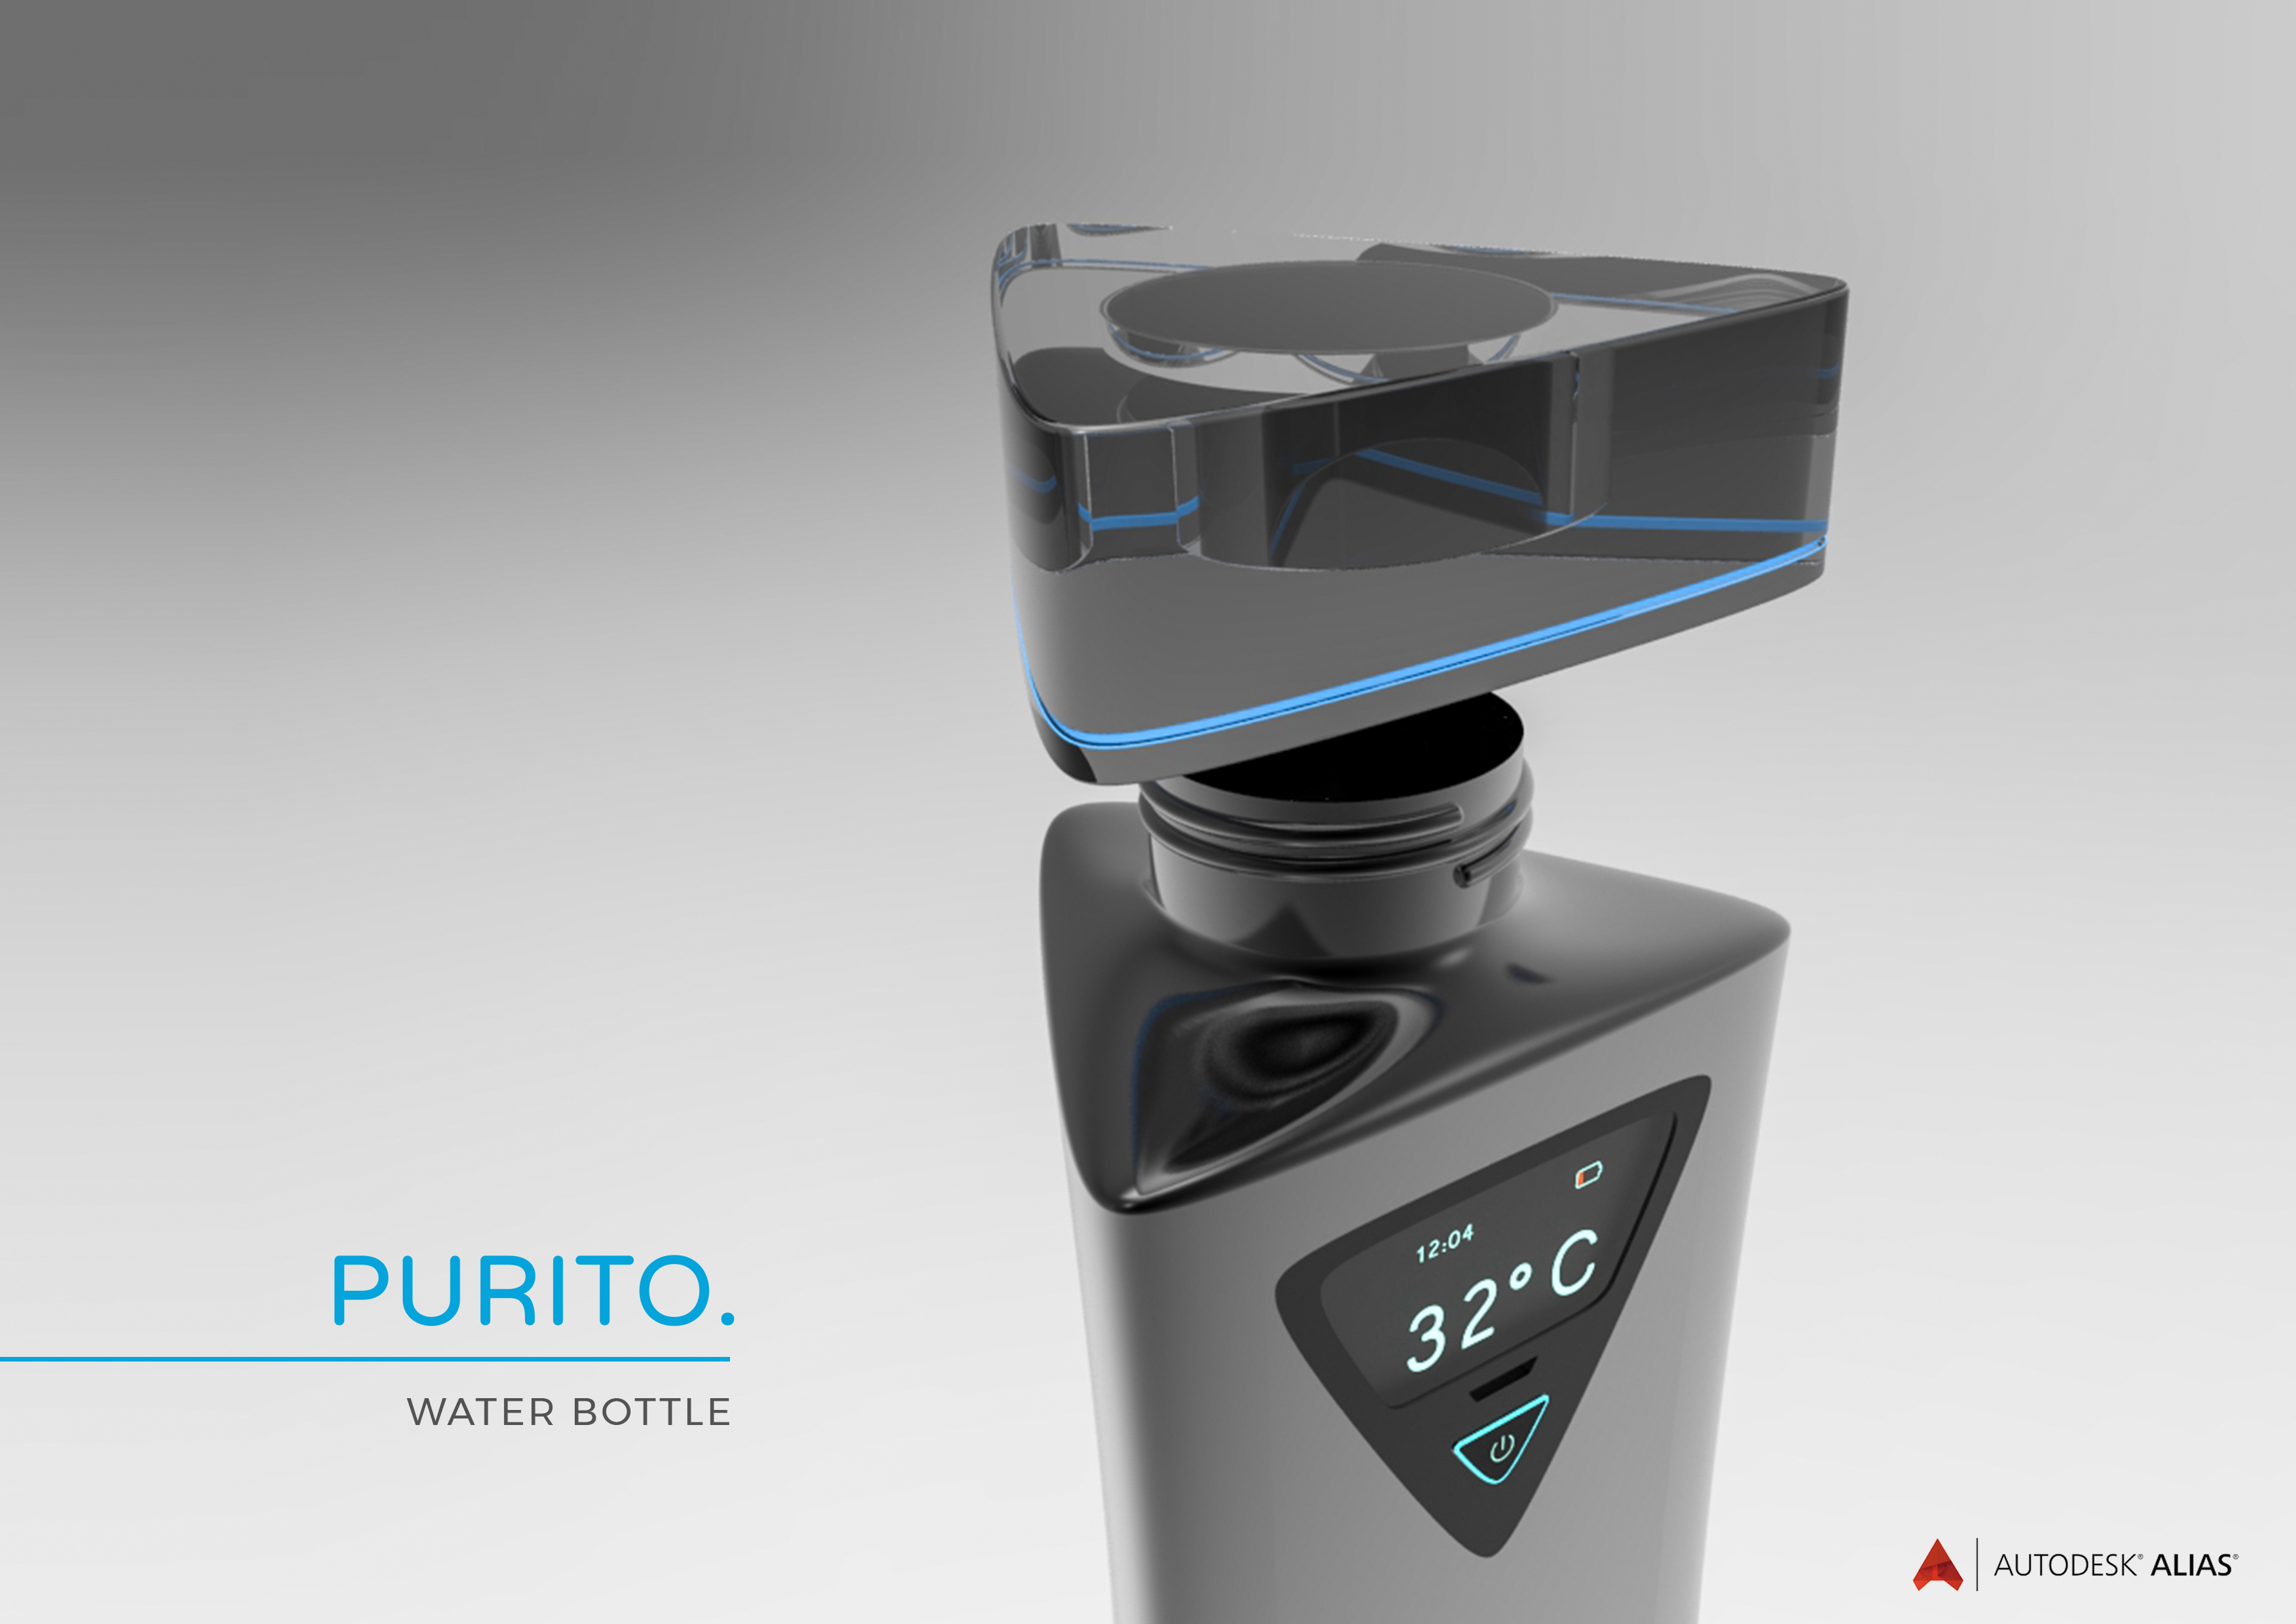 PURITO.
WATER BOTTLE
12:04
32°C
AUTODESK® ALIAS®